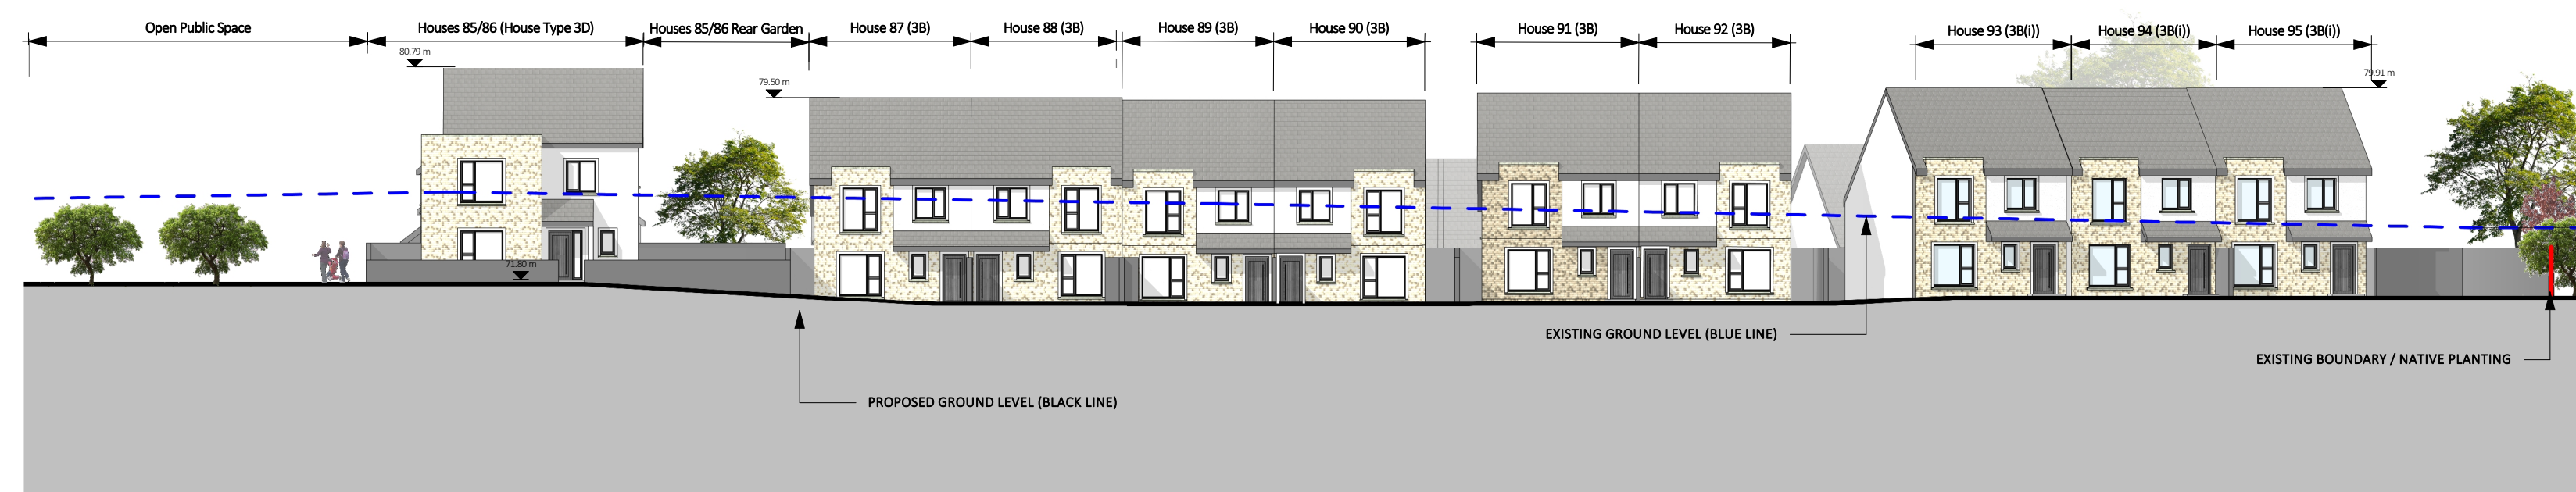 Open Public Space
Houses 85/86 (House Type 3D)
Houses 85/86 Rear Garden
House 87 (3B)
House 88 (3B)
House 89 (3B)
House 90 (3B)
House 91 (3B)
House 92 (3B)
House 93 (3B(i))
House 94 (3B(i))
House 95 (3B(i))
80.79 m
79.50 m
79.91 m
71.80 m
EXISTING GROUND LEVEL (BLUE LINE)
EXISTING BOUNDARY / NATIVE PLANTING
PROPOSED GROUND LEVEL (BLACK LINE)